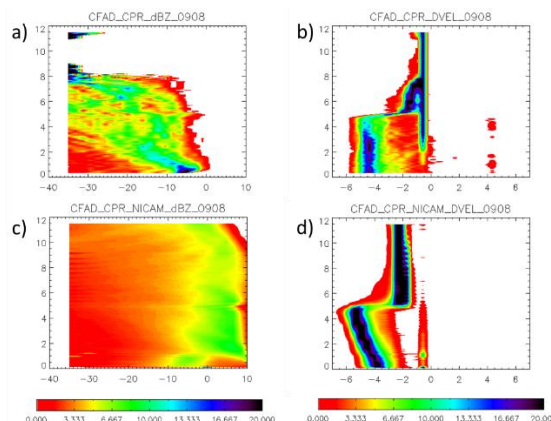 a)
CFAD_CPR_dBZ_0908
12
10
8
6
4
2
0
-40 -30 -20 -10 0 10
b)
CFAD_CPR_DVEL_0908
12
10
8
6
4
2
0
-6 -4 -2 -0 2 4 6
c)
CFAD_CPR_NICAM_dBZ_0908
12
10
8
6
4
2
0
-40 -30 -20 -10 0 10
d)
CFAD_CPR_NICAM_DVEL_0908
12
10
8
6
4
2
0
-6 -4 -2 -0 2 4 6
0.000 3.333 6.667 10.000 13.333 16.667 20.000
0.000 3.333 6.667 10.000 13.333 16.667 20.000